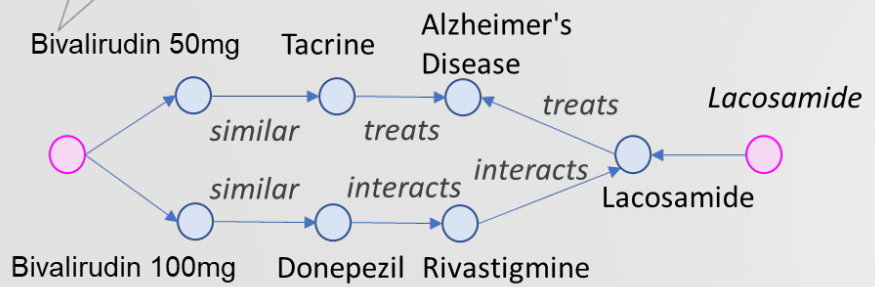 Bivalirudin 50mg
Tacrine
Alzheimer's
Disease
similar
treats
treats
Lacosamide
similar
interacts
interacts
Lacosamide
Bivalirudin 100mg
Donepezil
Rivastigmine